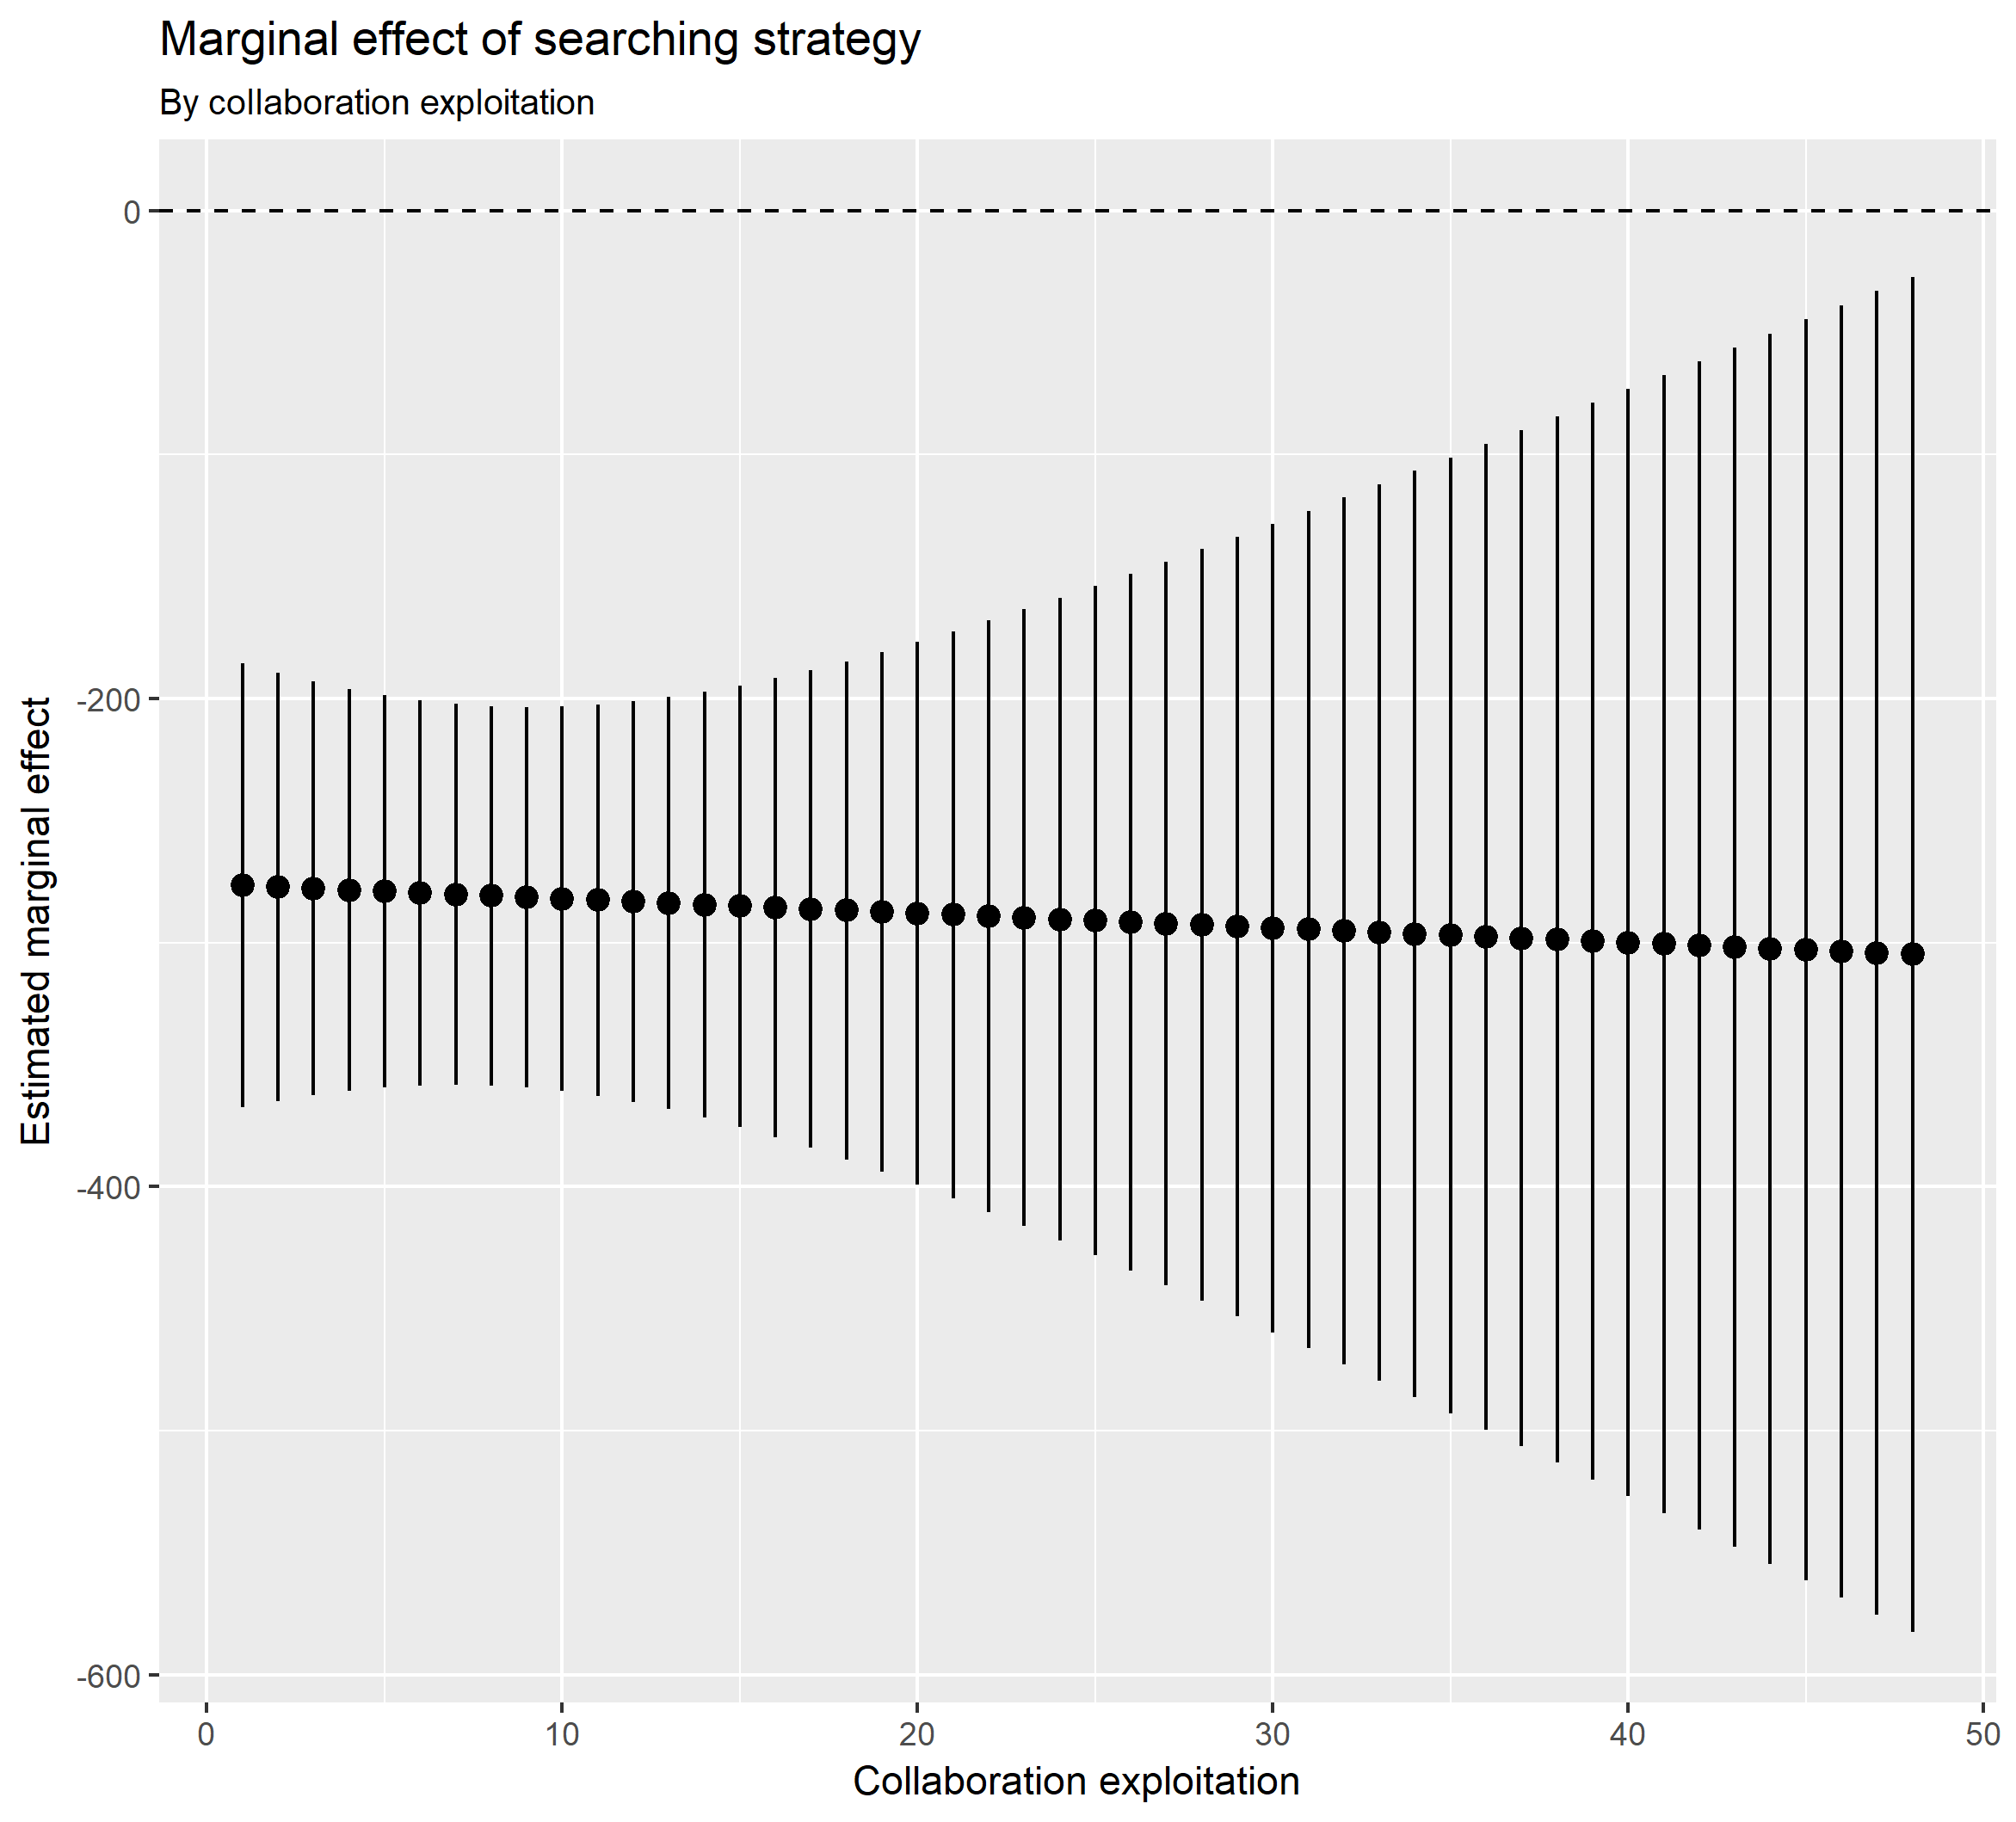 Marginal effect of searching strategy
By collaboration exploitation
Estimated marginal effect
0
-200
-400
-600
0 10 20 30 40 50
Collaboration exploitation